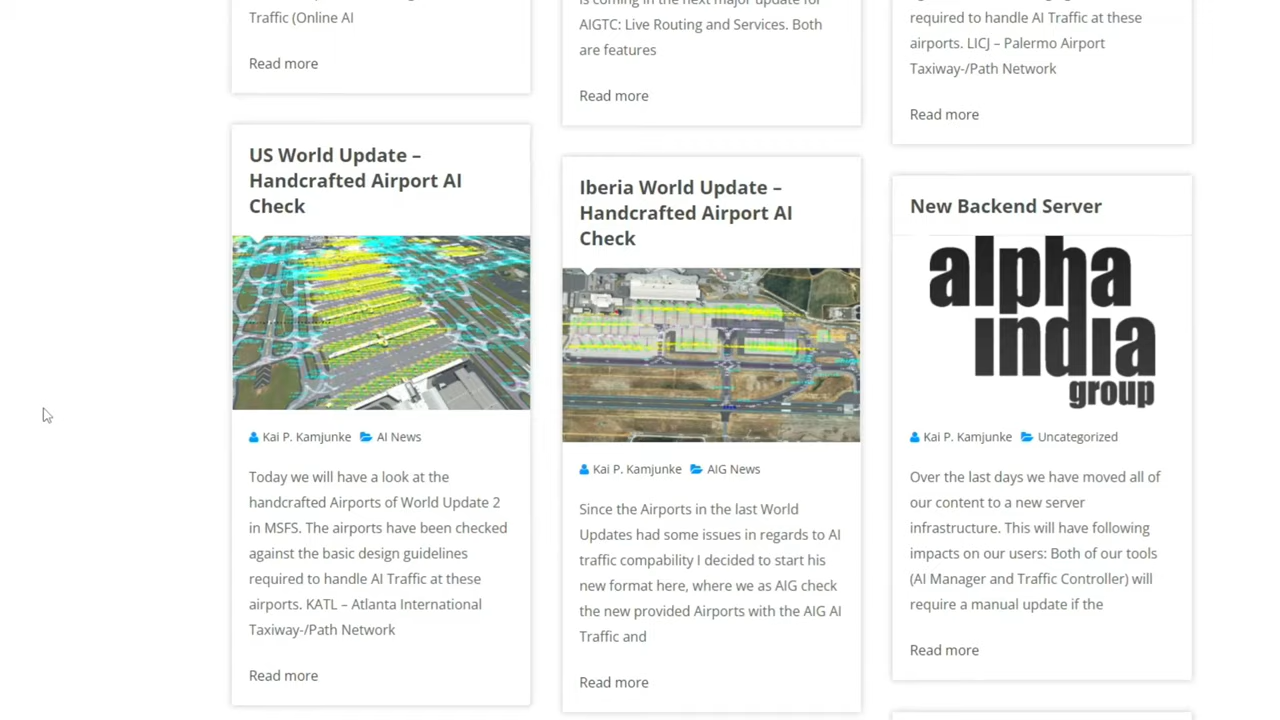 Traffic (Online AI
Read more
US World Update –
Handcrafted Airport AI
Check
Kai P. Kamjunke AI News
Today we will have a look at the
handcrafted Airports of World Update 2
in MSFS. The airports have been checked
against the basic design guidelines
required to handle AI Traffic at these
airports. KATL – Atlanta International
Taxiway-/Path Network
Read more
is coming in the next major update for
AIGTC: Live Routing and Services. Both
are features
Read more
Iberia World Update –
Handcrafted Airport AI
Check
Kai P. Kamjunke AIG News
Since the Airports in the last World
Updates had some issues in regards to AI
traffic compability I decided to start his
new format here, where we as AIG check
the new provided Airports with the AIG AI
Traffic and
Read more
required to handle AI Traffic at these
airports. LICJ – Palermo Airport
Taxiway-/Path Network
Read more
New Backend Server
alpha
india
group
Kai P. Kamjunke Uncategorized
Over the last days we have moved all of
our content to a new server
infrastructure. This will have following
impacts on our users: Both of our tools
(AI Manager and Traffic Controller) will
require a manual update if the
Read more